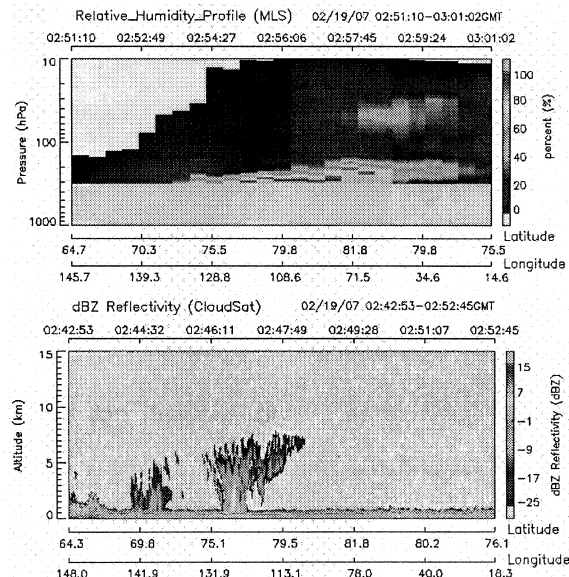 Relative_Humidity_Profile (MLS) 02/19/07 02:51:10-03:01:02GMT
02:51:10 02:52:49 02:54:27 02:56:06 02:57:45 02:59:24 03:01:02
10
100
1000
Pressure (hPa)
100
80
60
40
20
0
percent (%)
Latitude
64.7 70.3 75.5 79.8 81.8 79.8 75.5
Longitude
145.7 139.3 128.8 108.6 71.5 34.6 14.6
dBZ Reflectivity (CloudSat) 02/19/07 02:42:53-02:52:45GMT
02:42:53 02:44:32 02:46:11 02:47:49 02:49:28 02:51:07 02:52:45
15
10
5
0
Altitude (km)
15
7
-1
-9
-17
-25
dBZ Reflectivity (dBZ)
Latitude
64.3 69.8 75.1 79.5 81.8 80.2 76.1
Longitude
148.0 141.9 131.9 113.1 78.0 40.0 16.3